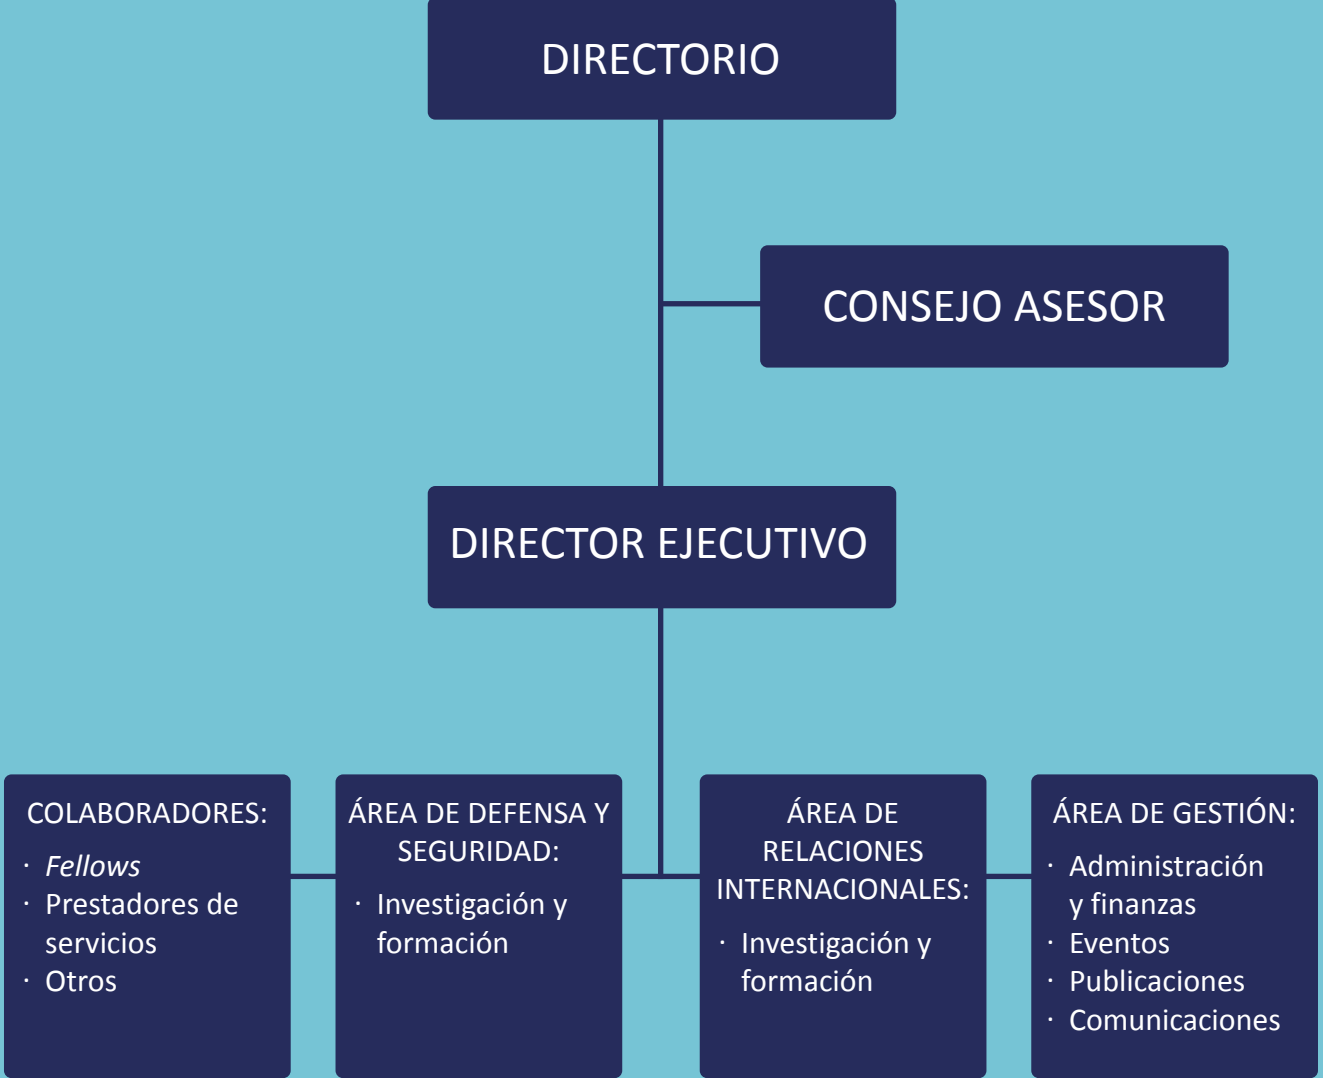 DIRECTORIO
CONSEJO ASESOR
DIRECTOR EJECUTIVO
COLABORADORES:
· Fellows
· Prestadores de
servicios
· Otros
ÁREA DE DEFENSA Y
SEGURIDAD:
· Investigación y
formación
ÁREA DE
RELACIONES
INTERNACIONALES:
· Investigación y
formación
ÁREA DE GESTIÓN:
· Administración
y finanzas
· Eventos
· Publicaciones
· Comunicaciones